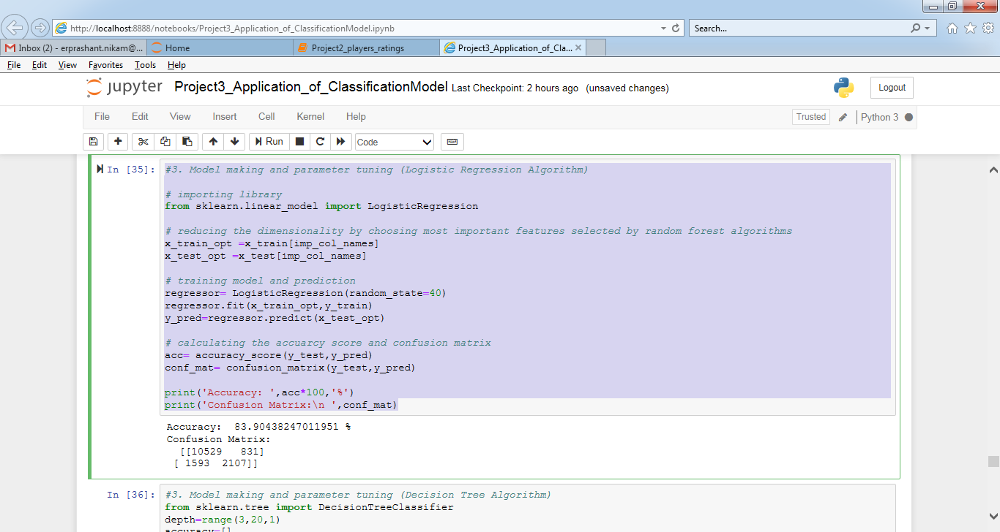 http://localhost:8888/notebooks/Project3_Application_of_ClassificationModel.ipynb
Search...
Inbox (2) - erprashant.nikam@...
Home
Project2_players_ratings
Project3_Application_of_Cla...
File Edit View Favorites Tools Help
jupyter Project3_Application_of_ClassificationModel Last Checkpoint: 2 hours ago (unsaved changes)
Logout
File Edit View Insert Cell Kernel Help
Trusted
Python 3
Run
Code
In [35]:
#3. Model making and parameter tuning (Logistic Regression Algorithm)
# importing library
from sklearn.linear_model import LogisticRegression
# reducing the dimensionality by choosing most important features selected by random forest algorithms
x_train_opt =x_train[imp_col_names]
x_test_opt =x_test[imp_col_names]
# training model and prediction
regressor= LogisticRegression(random_state=40)
regressor.fit(x_train_opt,y_train)
y_pred=regressor.predict(x_test_opt)
# calculating the accuarcy score and confusion matrix
acc= accuracy_score(y_test,y_pred)
conf_mat= confusion_matrix(y_test,y_pred)
print('Accuracy: ',acc*100,'%')
print('Confusion Matrix:\n ',conf_mat)
Accuracy:  83.90438247011951 %
Confusion Matrix:
[[10529   831]
[ 1593  2107]]
In [36]:
#3. Model making and parameter tuning (Decision Tree Algorithm)
from sklearn.tree import DecisionTreeClassifier
depth=range(3,20,1)
accuracy=[]